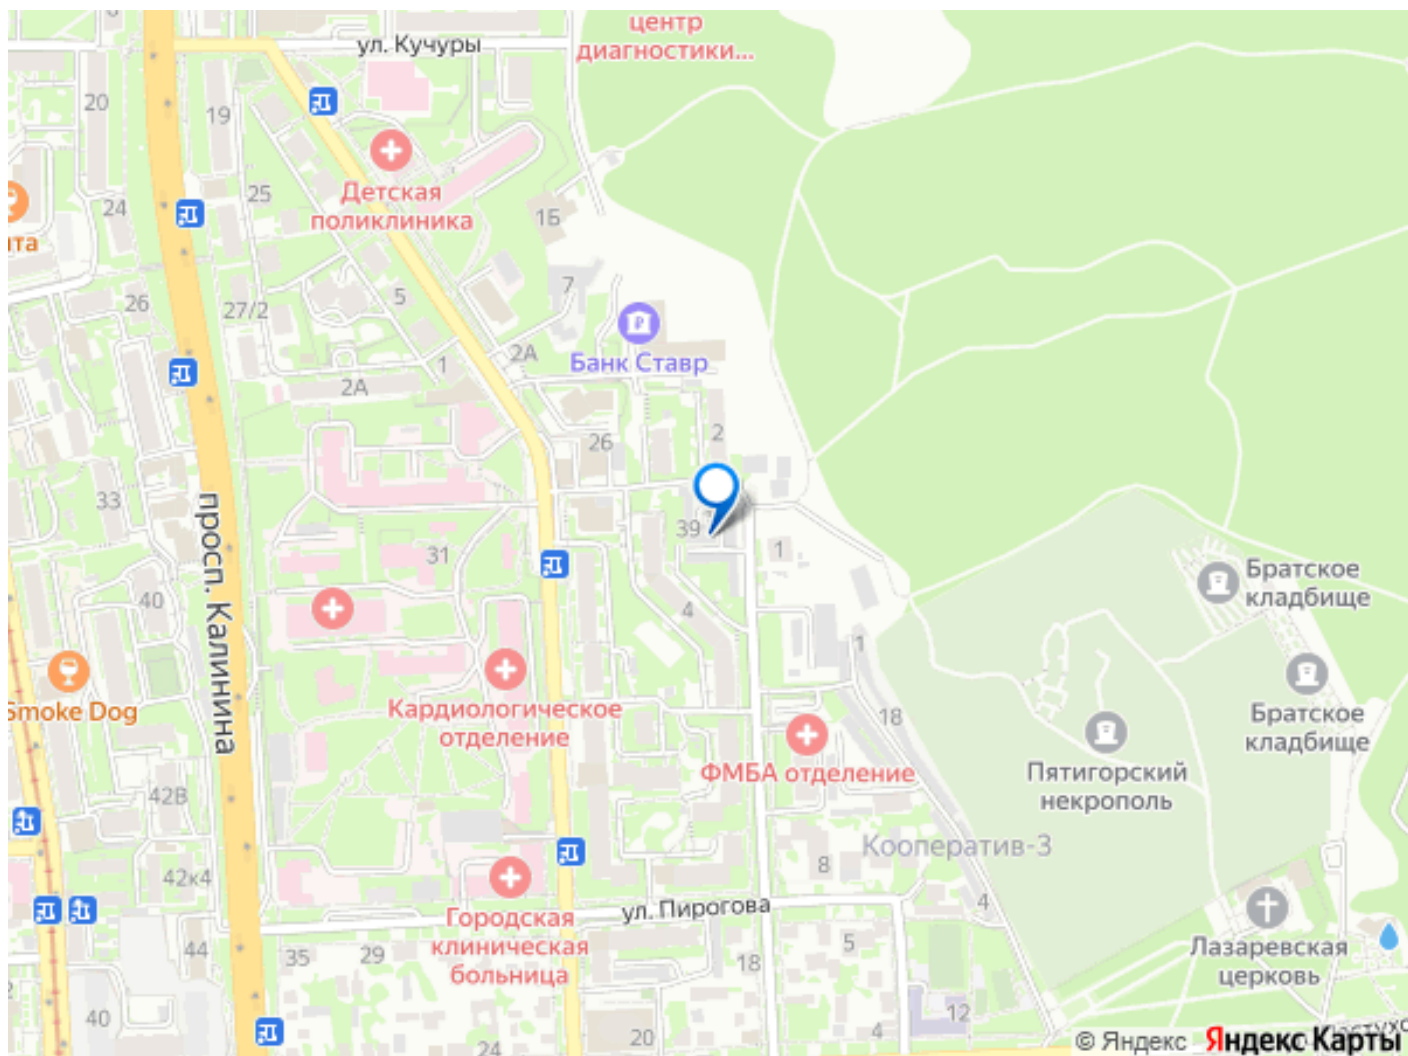 центр
диагностики...
ул. Кучуры
20
19
Детская
поликлиника
25
24
1Б
та
7
5
26
27/2
Банк Ставр
2А
1
2А
2
26
33
просп. Калинина
39
1
31
Братское
кладбище
40
4
1
Smoke Dog
Кардиологическое
отделение
18
Братское
кладбище
ФМБА отделение
Пятигорский
некрополь
42В
Кооператив-3
8
42к4
4
ул. Пирогова
Городская
клиническая
больница
44
35
29
5
18
Лазаревская
церковь
40
12
4
20
24
© Яндекс Яндекс Карты